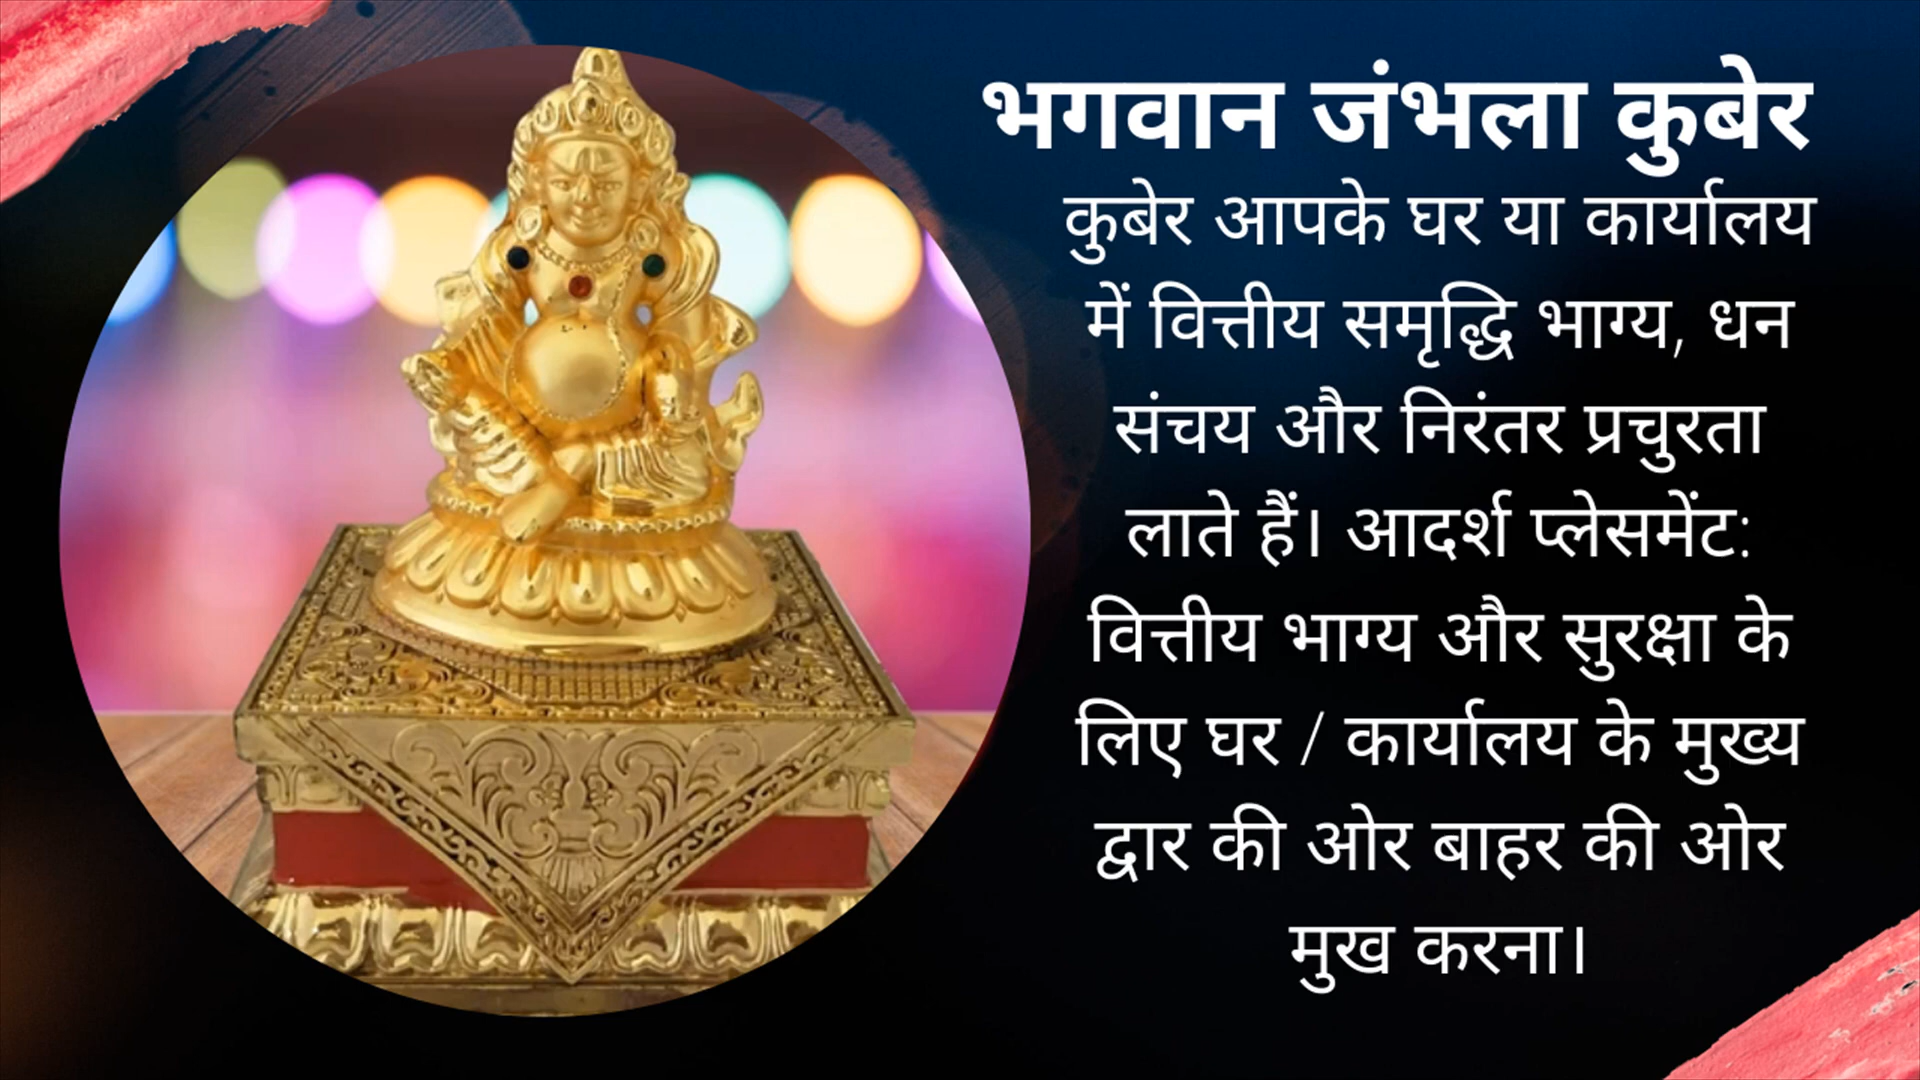 भगवान जंभला कुबेर
कुबेर आपके घर या कार्यालय
में वित्तीय समृद्धि भाग्य, धन
संचय और निरंतर प्रचुरता
लाते हैं। आदर्श प्लेसमेंट:
वित्तीय भाग्य और सुरक्षा के
लिए घर / कार्यालय के मुख्य
द्वार की ओर बाहर की ओर
मुख करना।